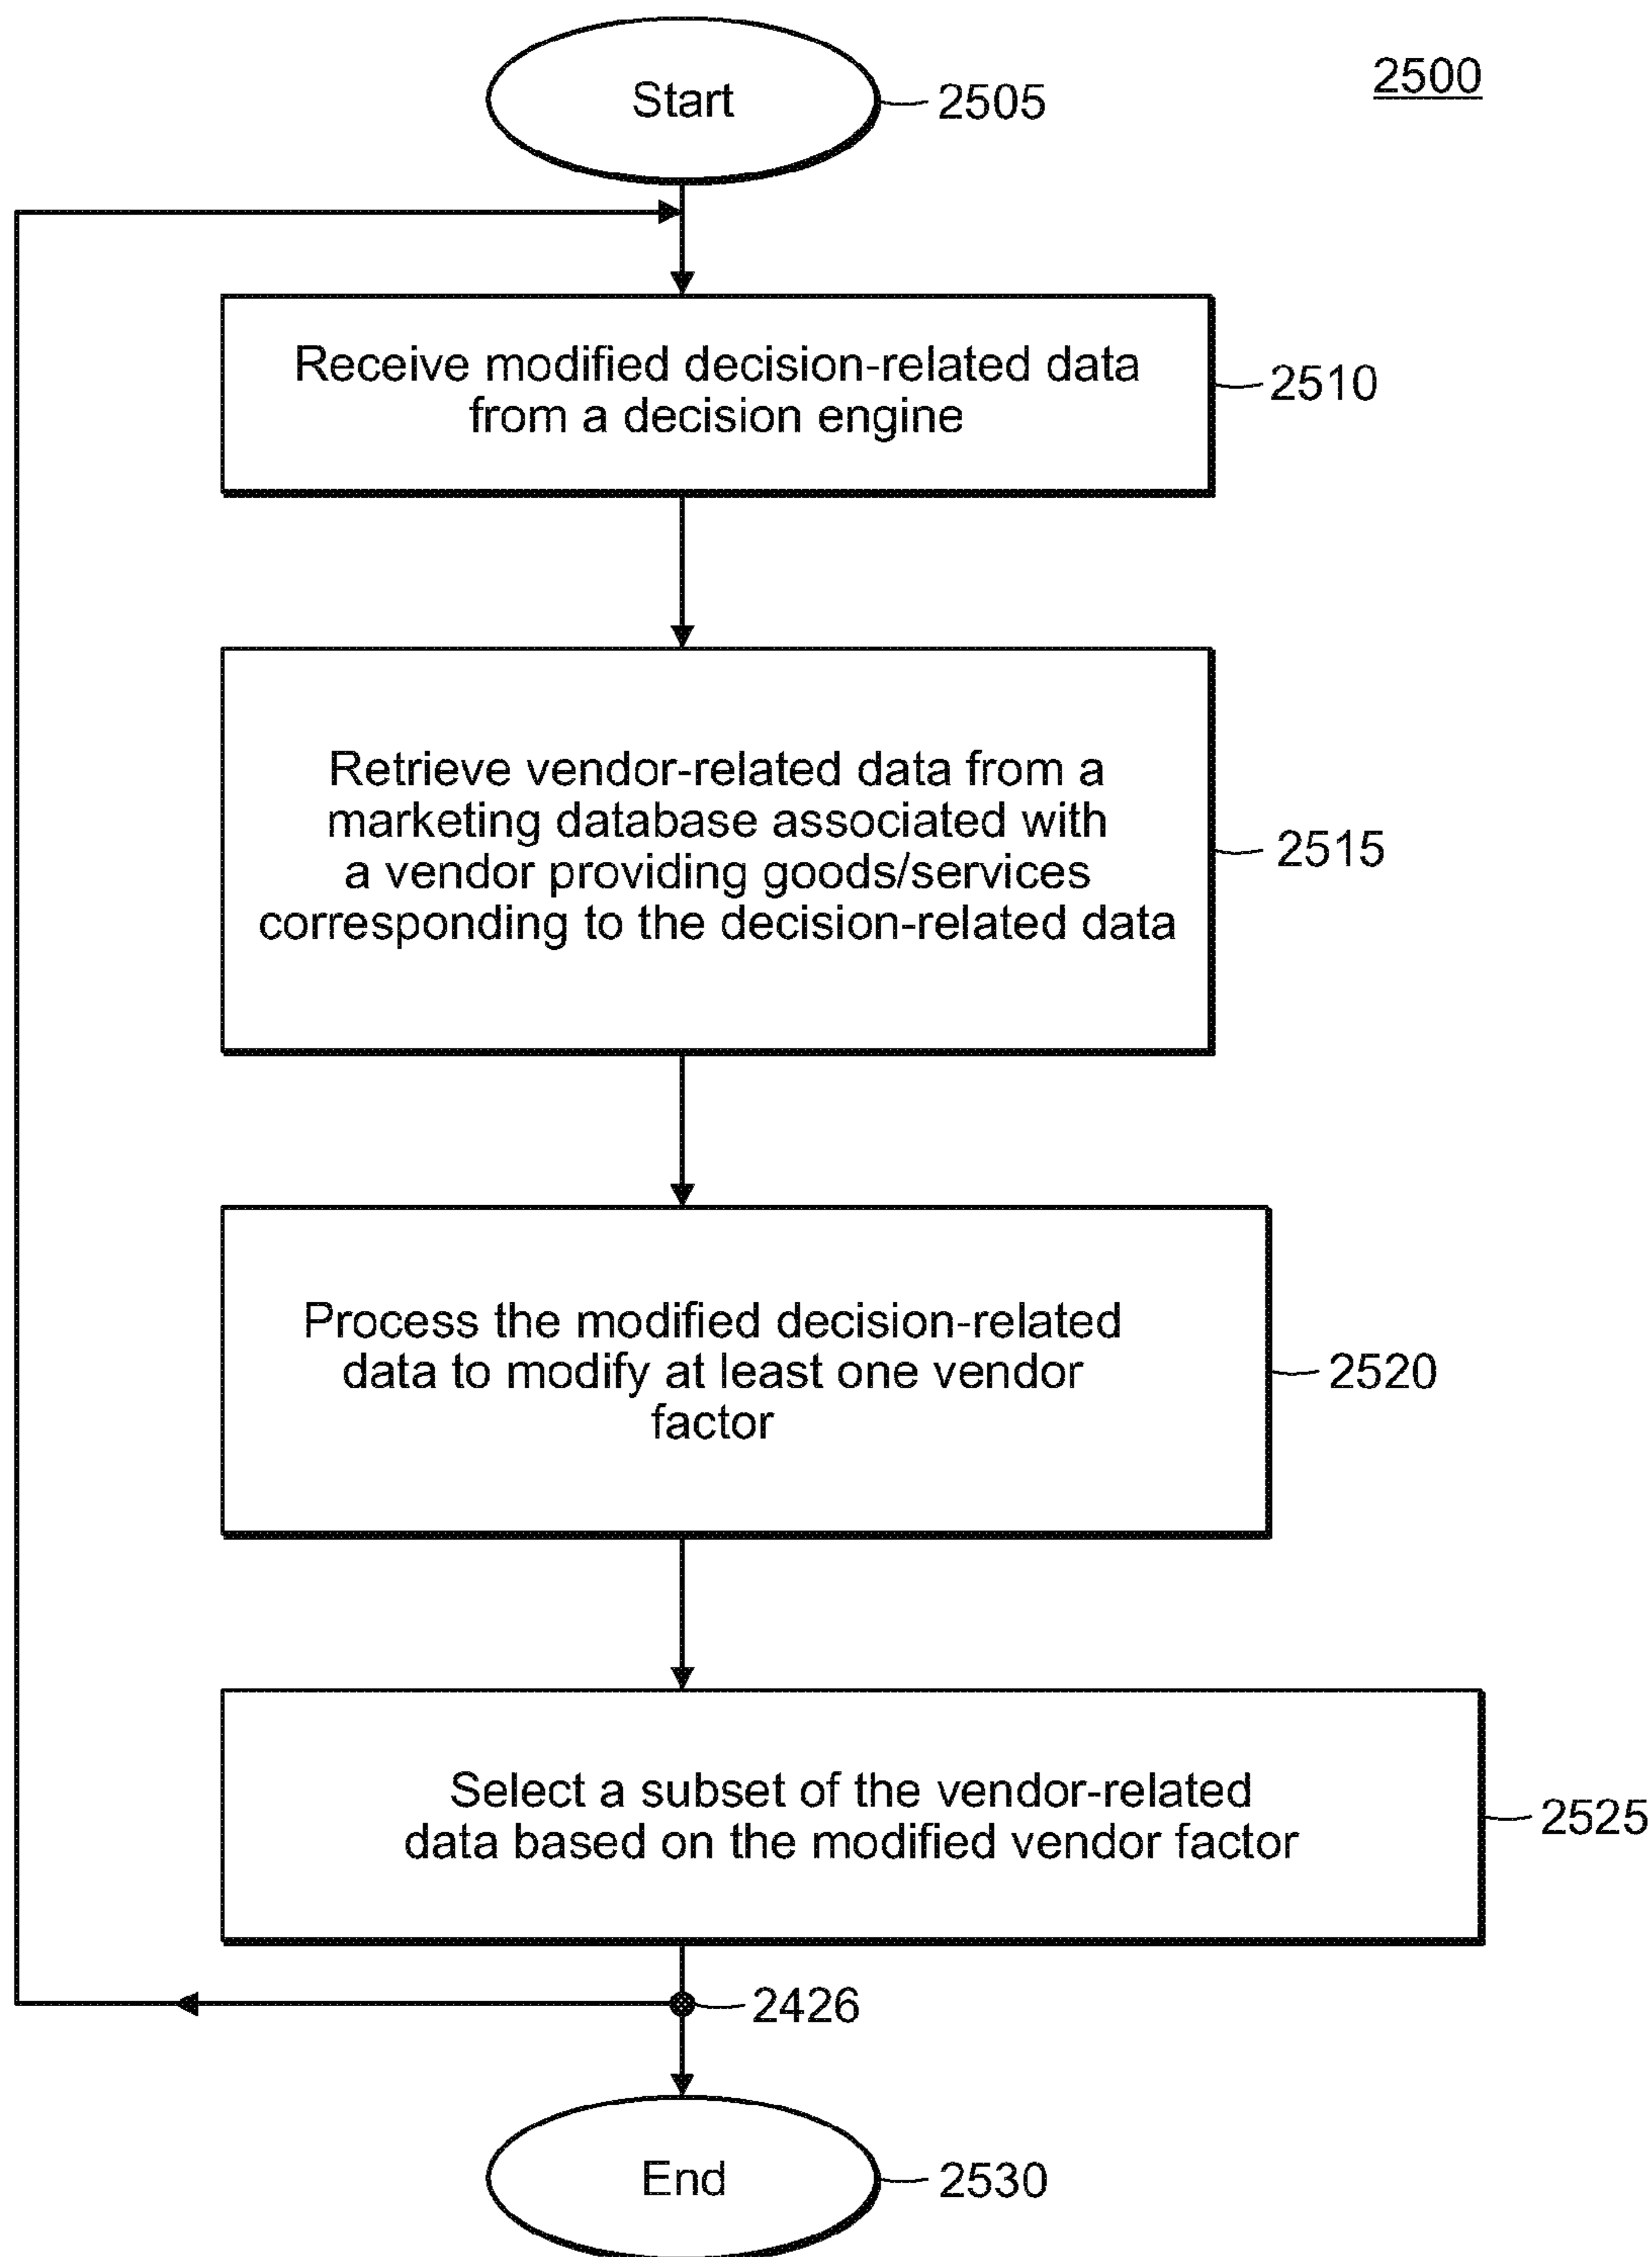 2500
Start
2505
Receive modified decision-related data
from a decision engine
2510
Retrieve vendor-related data from a
marketing database associated with
a vendor providing goods/services
corresponding to the decision-related data
2515
Process the modified decision-related
data to modify at least one vendor
factor
2520
Select a subset of the vendor-related
data based on the modified vendor factor
2525
2426
End
2530